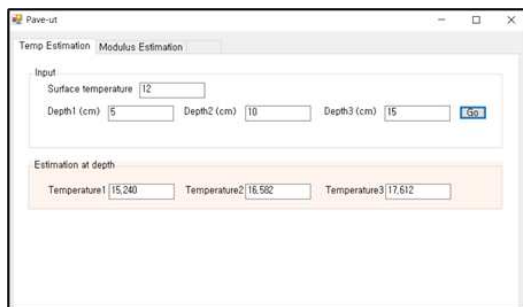 Pave-ut
Temp Estimation Modulus Estimation
Input
Surface temperature 12
Depth1 (cm) 5 Depth2 (cm) 10 Depth3 (cm) 15 Go
Estimation at depth
Temperature1 15,240 Temperature2 16,582 Temperature3 17,612